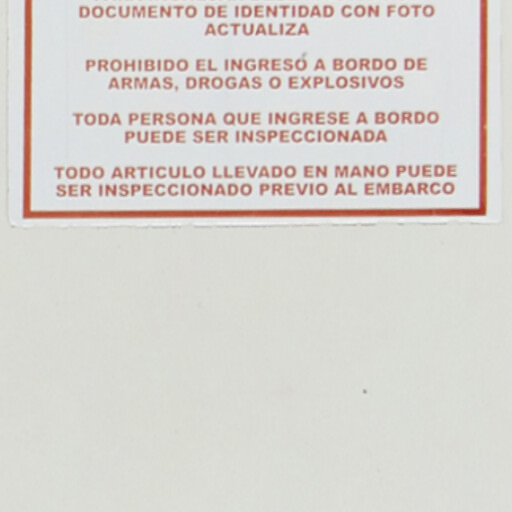 DOCUMENTO DE IDENTIDAD CON FOTO
ACTUALIZA
PROHIBIDO EL INGRESO A BORDO DE
ARMAS, DROGAS O EXPLOSIVOS
TODA PERSONA QUE INGRESE A BORDO
PUEDE SER INSPECCIONADA
TODO ARTICULO LLEVADO EN MANO PUEDE
SER INSPECCIONADO PREVIO AL EMBARCO